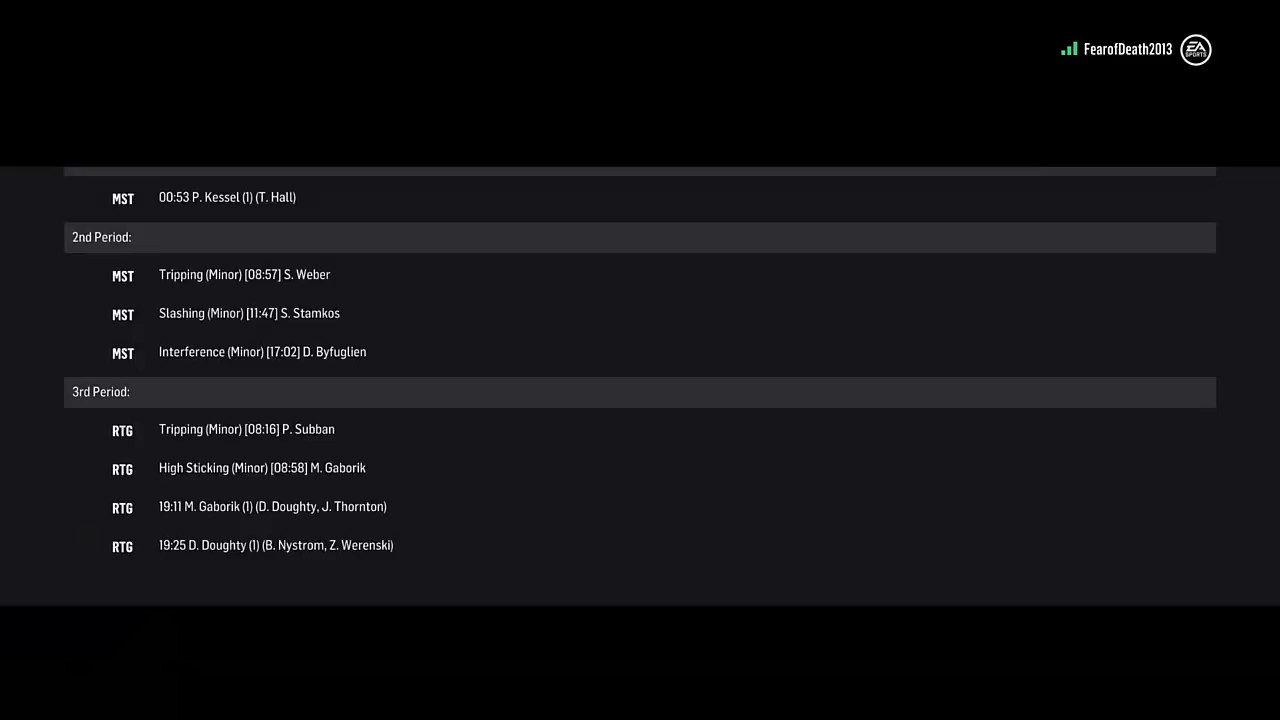 FearofDeath2013 EA SPORTS
MST 00:53 P. Kessel (1) (T. Hall)
2nd Period:
MST Tripping (Minor) [08:57] S. Weber
MST Slashing (Minor) [11:47] S. Stamkos
MST Interference (Minor) [17:02] D. Byfuglien
3rd Period:
RTG Tripping (Minor) [08:16] P. Subban
RTG High Sticking (Minor) [08:58] M. Gaborik
RTG 19:11 M. Gaborik (1) (D. Doughty, J. Thornton)
RTG 19:25 D. Doughty (1) (B. Nystrom, Z. Werenski)